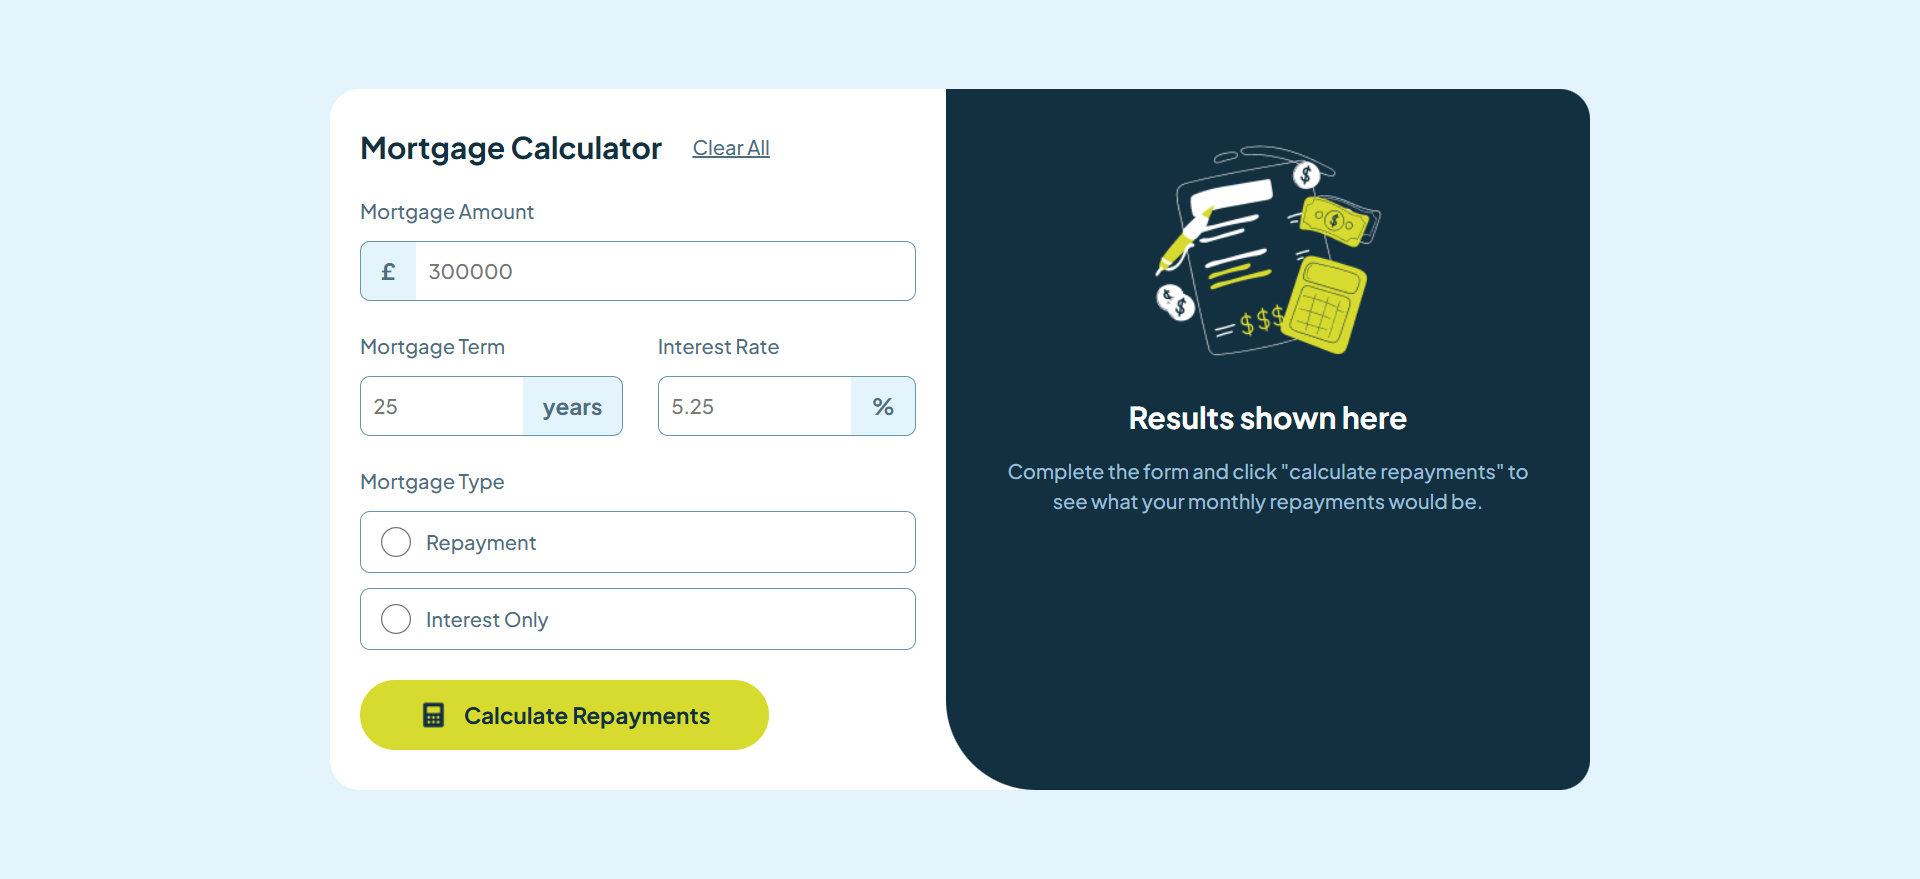 Mortgage Calculator
Clear All
Mortgage Amount
£
300000
Mortgage Term
25
years
Interest Rate
5.25
%
Mortgage Type
Repayment
Interest Only
Calculate Repayments
$
$
$
$
= $$$
Results shown here
Complete the form and click "calculate repayments" to
see what your monthly repayments would be.